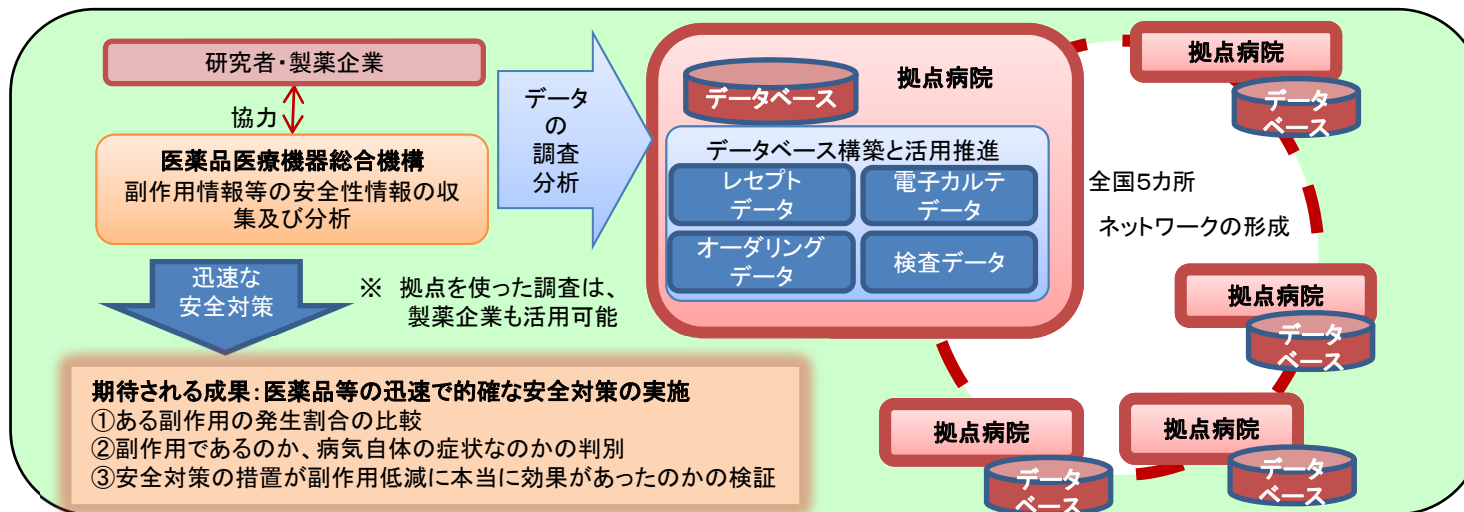 研究者・製薬企業
協力
医薬品医療機器総合機構
副作用情報等の安全性情報の収
集及び分析
迅速な
安全対策
データ
の
調査
分析
※ 拠点を使った調査は、
製薬企業も活用可能
期待される成果：医薬品等の迅速で的確な安全対策の実施
①ある副作用の発生割合の比較
②副作用であるのか、病気自体の症状なのかの判別
③安全対策の措置が副作用低減に本当に効果があったのかの検証
拠点病院
データベース
データベース構築と活用推進
レセプト
データ
電子カルテ
データ
オーダリング
データ
検査データ
全国５カ所
ネットワークの形成
拠点病院
データ
ベース
拠点病院
データ
ベース
拠点病院
データ
ベース
拠点病院
データ
ベース